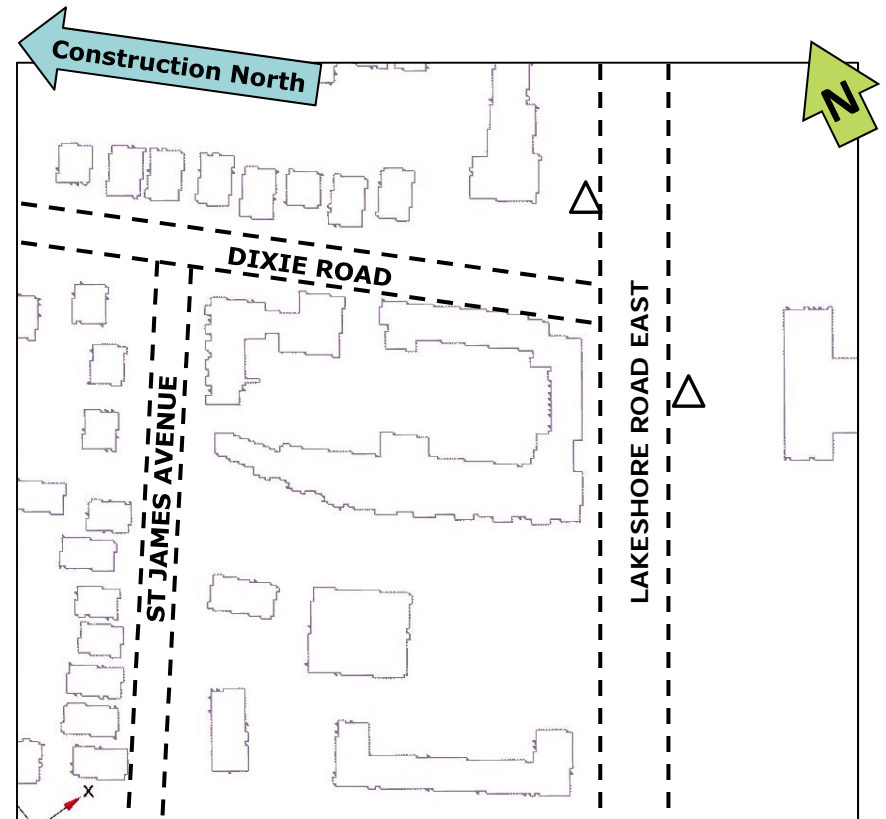 Construction North
N
DIXIE ROAD
ST JAMES AVENUE
LAKESHORE ROAD EAST
x